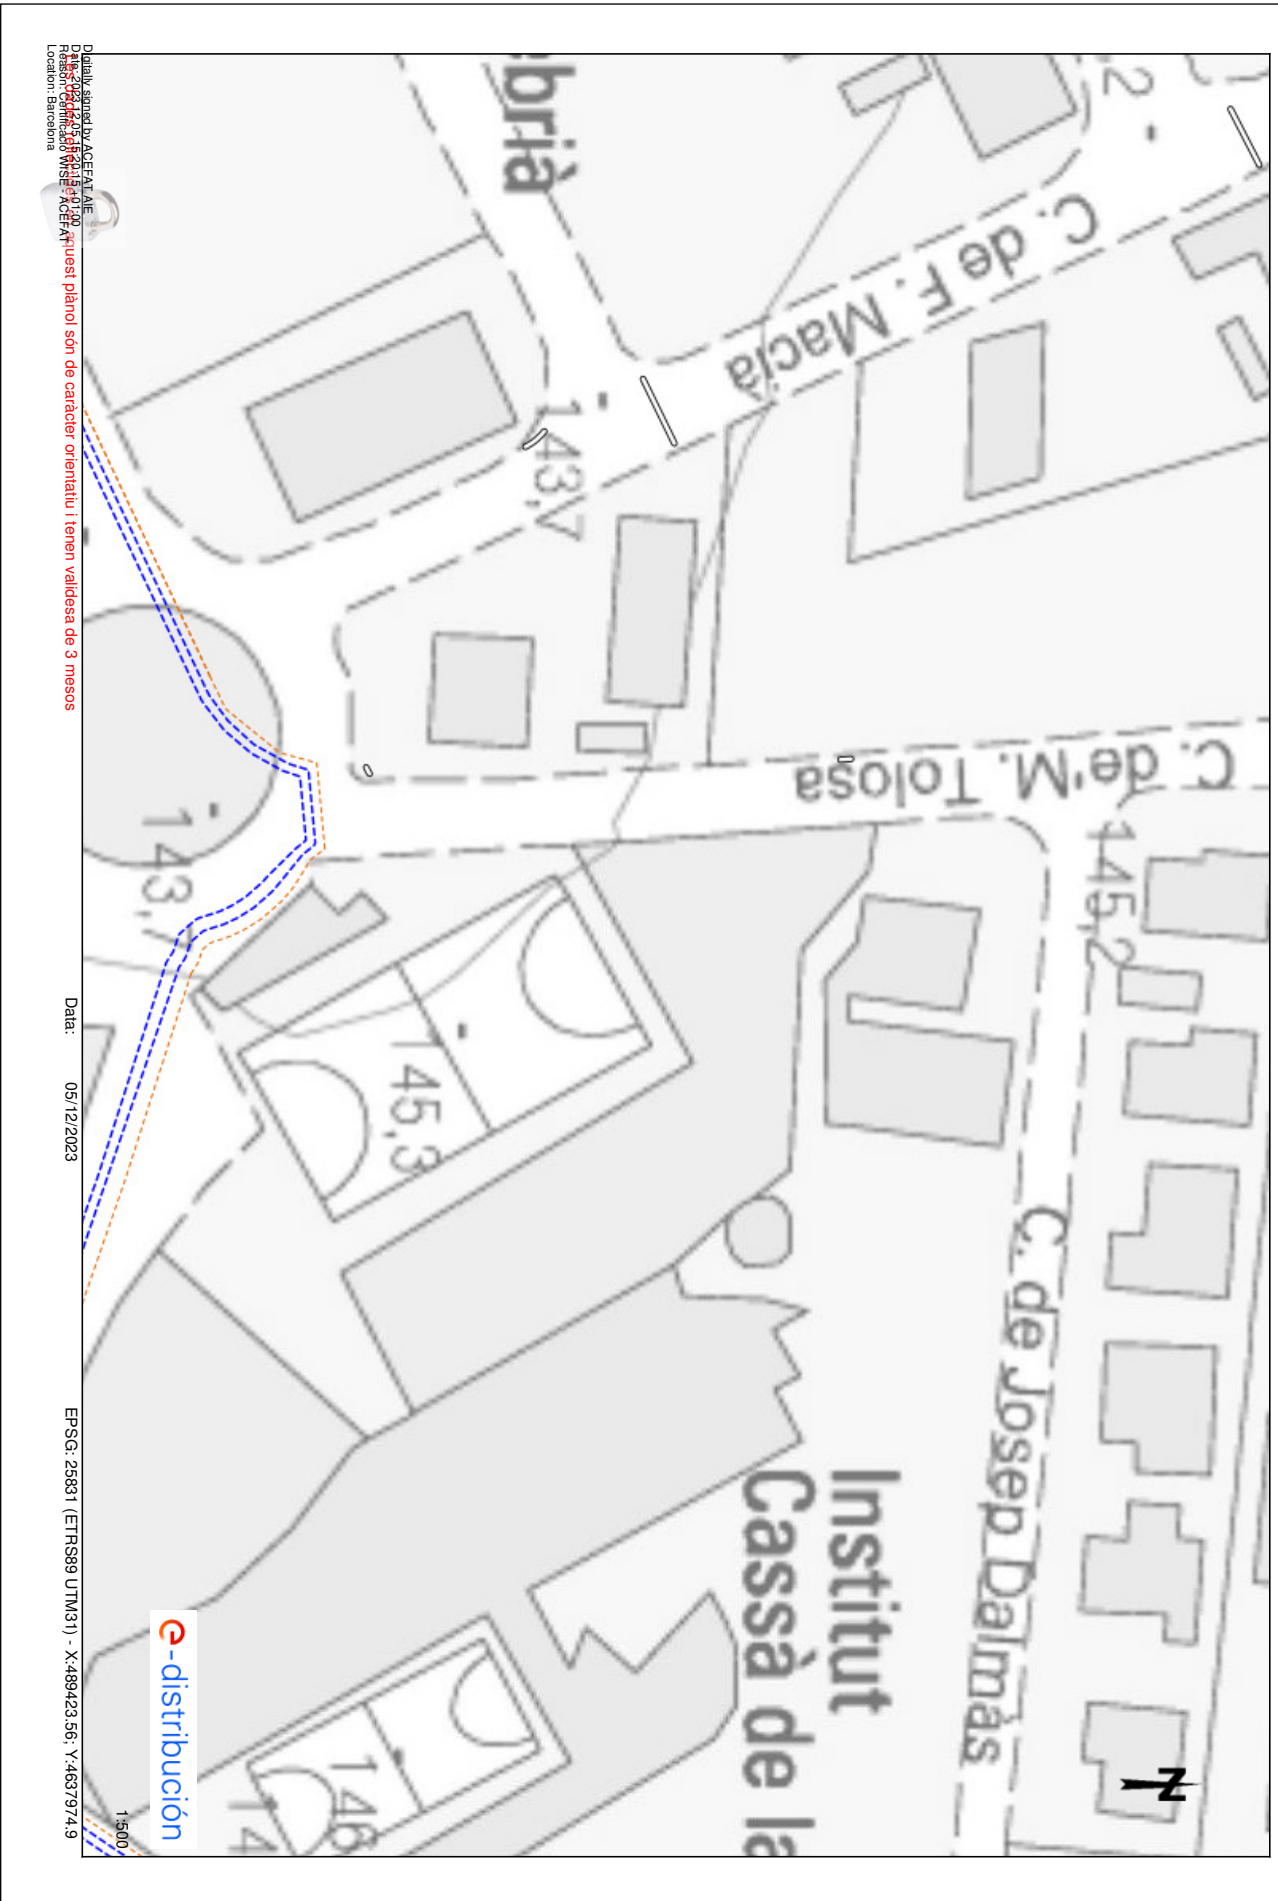 Digitally signed by ACEFAT, AIE
Date: 2023.12.05 15:20:15 +01:00
Reason: Certificació WISE - ACEFAT
Location: Barcelona
aquest plànol són de caràcter orientatiu i tenen validesa de 3 mesos
Data: 05/12/2023
EPSG: 25831 (ETRS89 UTM31) - X:489423.56; Y:4637974.9
brià
C. de F. Macià
143,7
C. de M. Tolosa
145,2
143,7
145,3
C. de Josep Dalmàs
Institut
Cassà de la
146
14
N
e-distribución
1:500